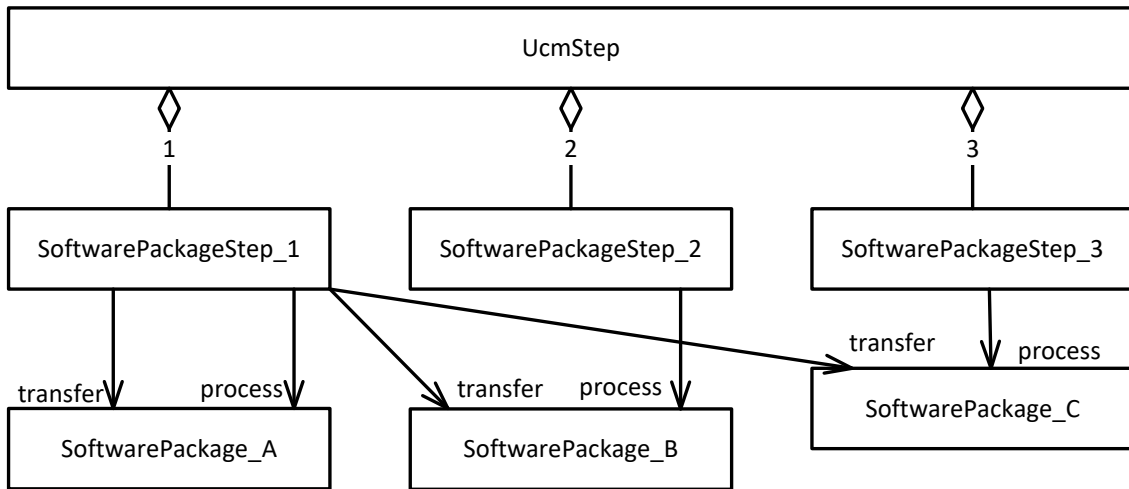 UcmStep
1
2
3
SoftwarePackageStep_1
SoftwarePackageStep_2
SoftwarePackageStep_3
transfer
process
transfer
process
transfer
process
SoftwarePackage_A
SoftwarePackage_B
SoftwarePackage_C